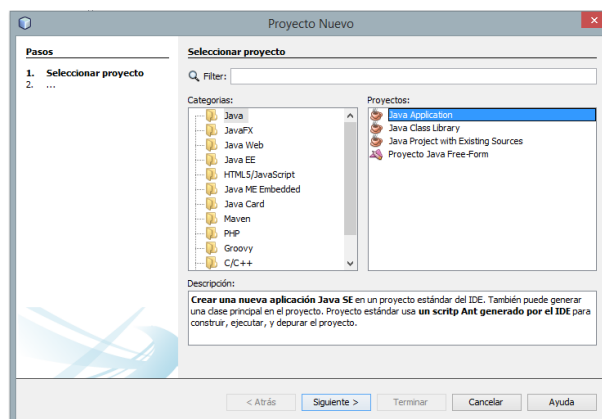 Proyecto Nuevo
Pasos
1. Seleccionar proyecto
2. ...
Seleccionar proyecto
Filter:
Categorías:
Java
JavaFX
Java Web
Java EE
HTML5/JavaScript
Java ME Embedded
Java Card
Maven
PHP
Groovy
C/C++
Proyectos:
Java Application
Java Class Library
Java Project with Existing Sources
Proyecto Java Free-Form
Descripción:
Crear una nueva aplicación Java SE en un proyecto estándar del IDE. También puede generar
una clase principal en el proyecto. Proyecto estándar usa un scritp Ant generado por el IDE para
construir, ejecutar, y depurar el proyecto.
< Atrás
Siguiente >
Terminar
Cancelar
Ayuda